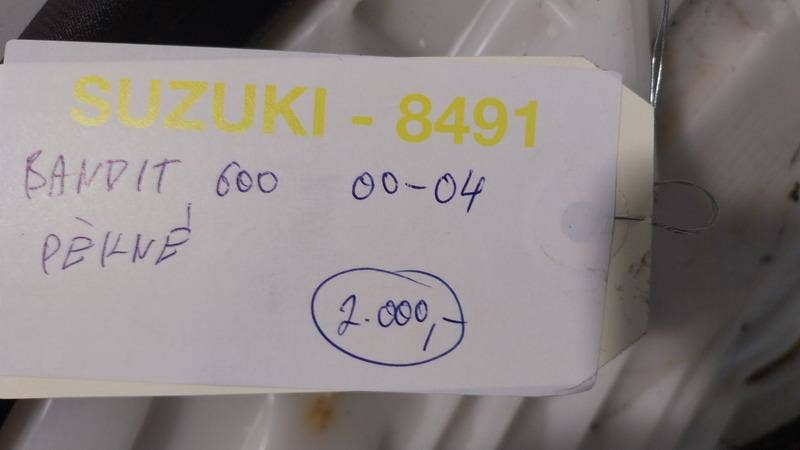 SUZUKI - 8491
BANDIT 600 00-04
PĚKNÉ
2.000,-